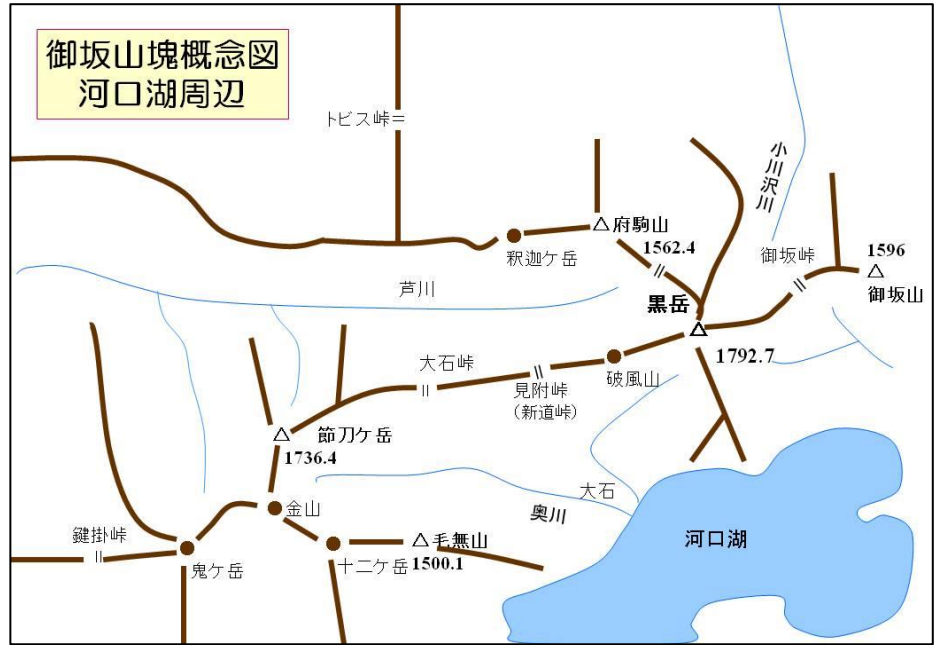 御坂山塊概念図
河口湖周辺
トビス峠
小川沢川
府駒山
1562.4
釈迦ケ岳
御坂峠
1596
御坂山
芦川
黒岳
1792.7
大石峠
見附峠
(新道峠)
破風山
節刀ケ岳
1736.4
金山
大石
奥川
鍵掛峠
鬼ケ岳
十二ケ岳
毛無山
1500.1
河口湖